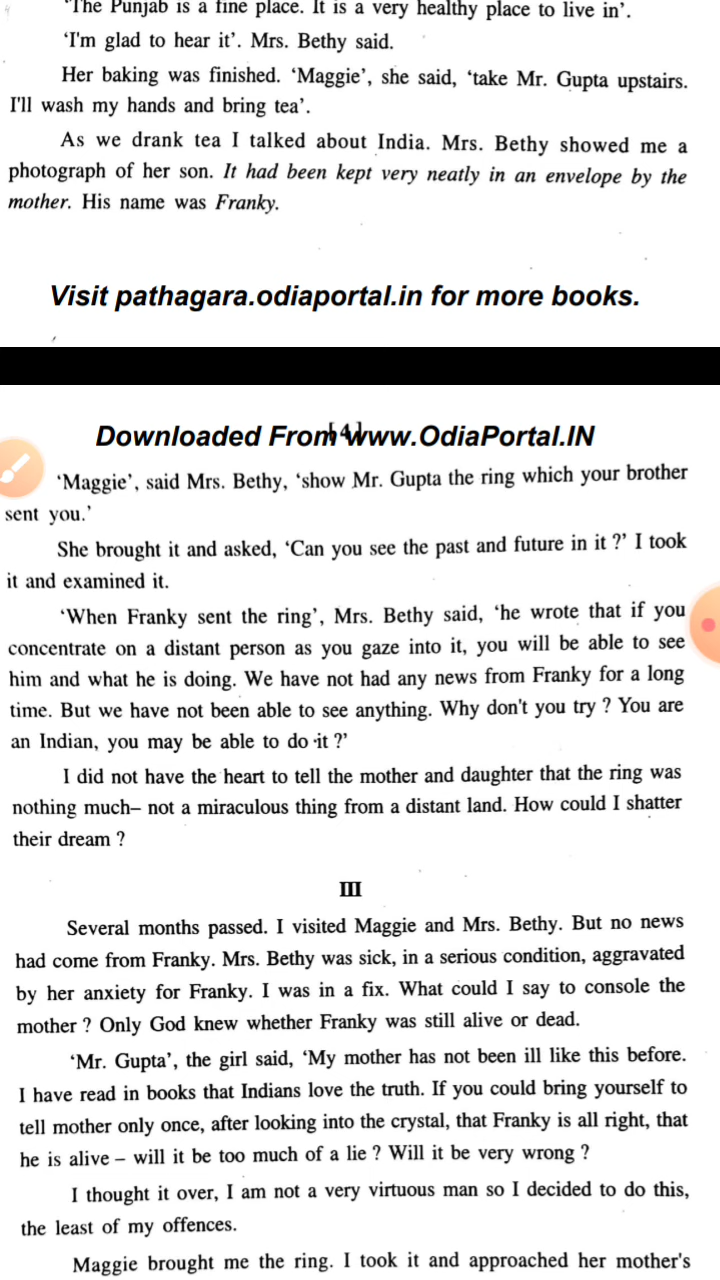 'The Punjab is a fine place. It is a very healthy place to live in'.
'I'm glad to hear it'. Mrs. Bethy said.
Her baking was finished. 'Maggie', she said, 'take Mr. Gupta upstairs.
I'll wash my hands and bring tea'.
As we drank tea I talked about India. Mrs. Bethy showed me a
photograph of her son. It had been kept very neatly in an envelope by the
mother. His name was Franky.
Visit pathagara.odiaportal.in for more books.
Downloaded From www.OdiaPortal.IN
[4]
'Maggie', said Mrs. Bethy, 'show Mr. Gupta the ring which your brother
sent you.'
She brought it and asked, 'Can you see the past and future in it ?' I took
it and examined it.
'When Franky sent the ring', Mrs. Bethy said, 'he wrote that if you
concentrate on a distant person as you gaze into it, you will be able to see
him and what he is doing. We have not had any news from Franky for a long
time. But we have not been able to see anything. Why don't you try ? You are
an Indian, you may be able to do it ?'
I did not have the heart to tell the mother and daughter that the ring was
nothing much– not a miraculous thing from a distant land. How could I shatter
their dream ?
III
Several months passed. I visited Maggie and Mrs. Bethy. But no news
had come from Franky. Mrs. Bethy was sick, in a serious condition, aggravated
by her anxiety for Franky. I was in a fix. What could I say to console the
mother ? Only God knew whether Franky was still alive or dead.
'Mr. Gupta', the girl said, 'My mother has not been ill like this before.
I have read in books that Indians love the truth. If you could bring yourself to
tell mother only once, after looking into the crystal, that Franky is all right, that
he is alive – will it be too much of a lie ? Will it be very wrong ?
I thought it over, I am not a very virtuous man so I decided to do this,
the least of my offences.
Maggie brought me the ring. I took it and approached her mother's